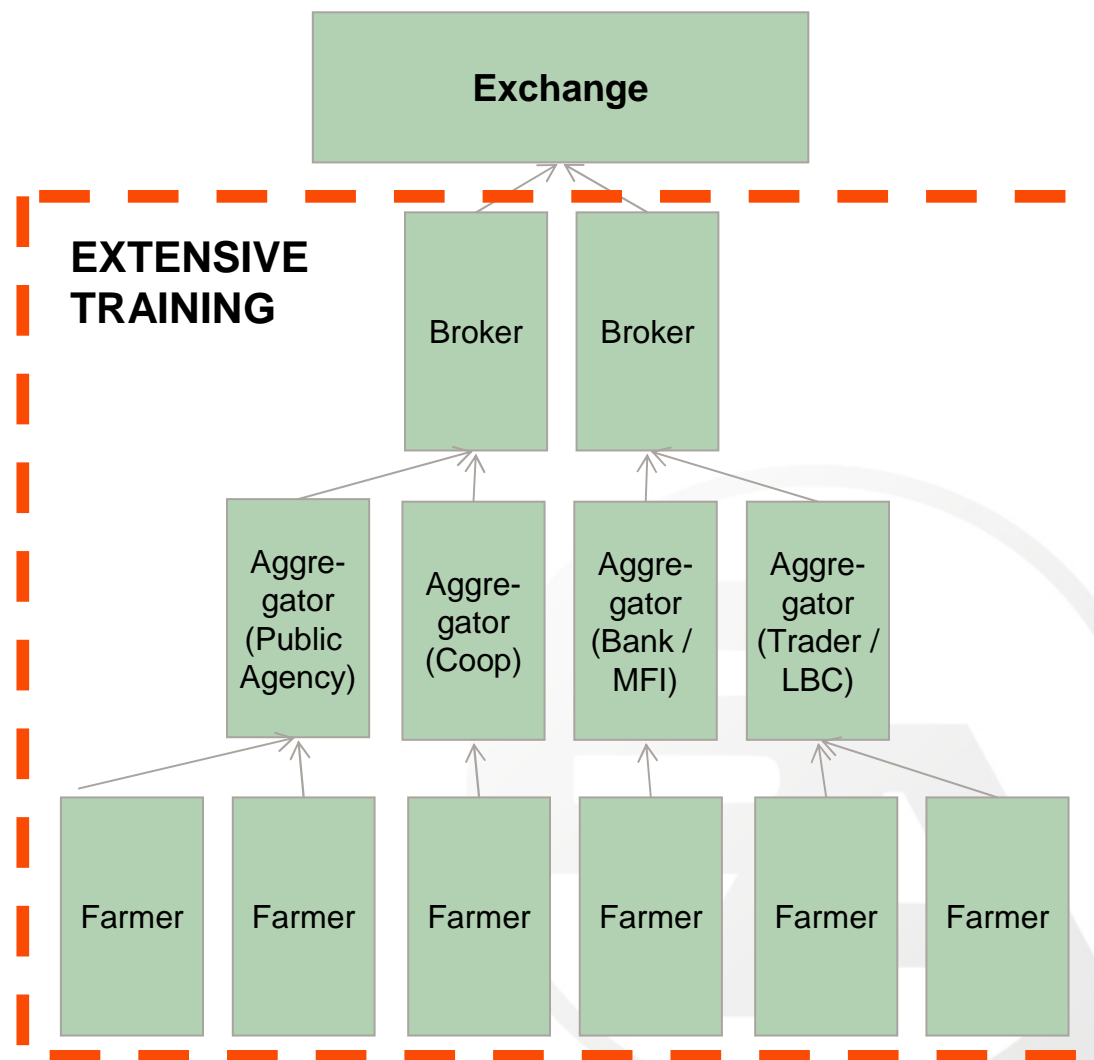 Exchange
EXTENSIVE
TRAINING
Broker
Broker
Aggre-
gator
(Public
Agency)
Aggre-
gator
(Coop)
Aggre-
gator
(Bank /
MFI)
Aggre-
gator
(Trader /
LBC)
Farmer
Farmer
Farmer
Farmer
Farmer
Farmer